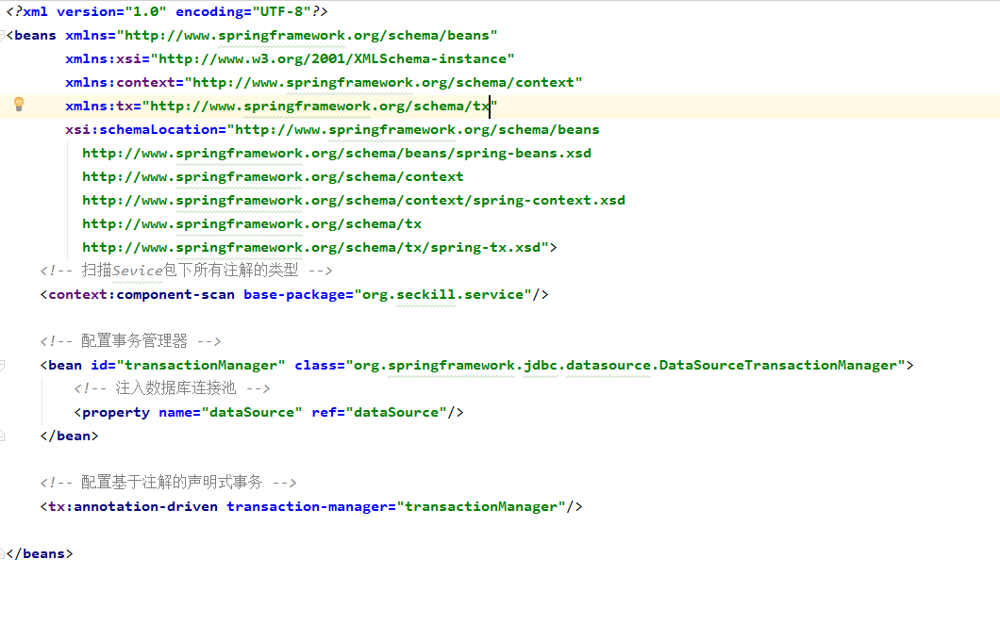 <?xml version="1.0" encoding="UTF-8"?>
<beans xmlns="http://www.springframework.org/schema/beans"
xmlns:xsi="http://www.w3.org/2001/XMLSchema-instance"
xmlns:context="http://www.springframework.org/schema/context"
xmlns:tx="http://www.springframework.org/schema/tx"
xsi:schemaLocation="http://www.springframework.org/schema/beans
http://www.springframework.org/schema/beans/spring-beans.xsd
http://www.springframework.org/schema/context
http://www.springframework.org/schema/context/spring-context.xsd
http://www.springframework.org/schema/tx
http://www.springframework.org/schema/tx/spring-tx.xsd">
<!-- 扫描Sevice包下所有注解的类型 -->
<context:component-scan base-package="org.seckill.service"/>
<!-- 配置事务管理器 -->
<bean id="transactionManager" class="org.springframework.jdbc.datasource.DataSourceTransactionManager">
<!-- 注入数据库连接池 -->
<property name="dataSource" ref="dataSource"/>
</bean>
<!-- 配置基于注解的声明式事务 -->
<tx:annotation-driven transaction-manager="transactionManager"/>
</beans>